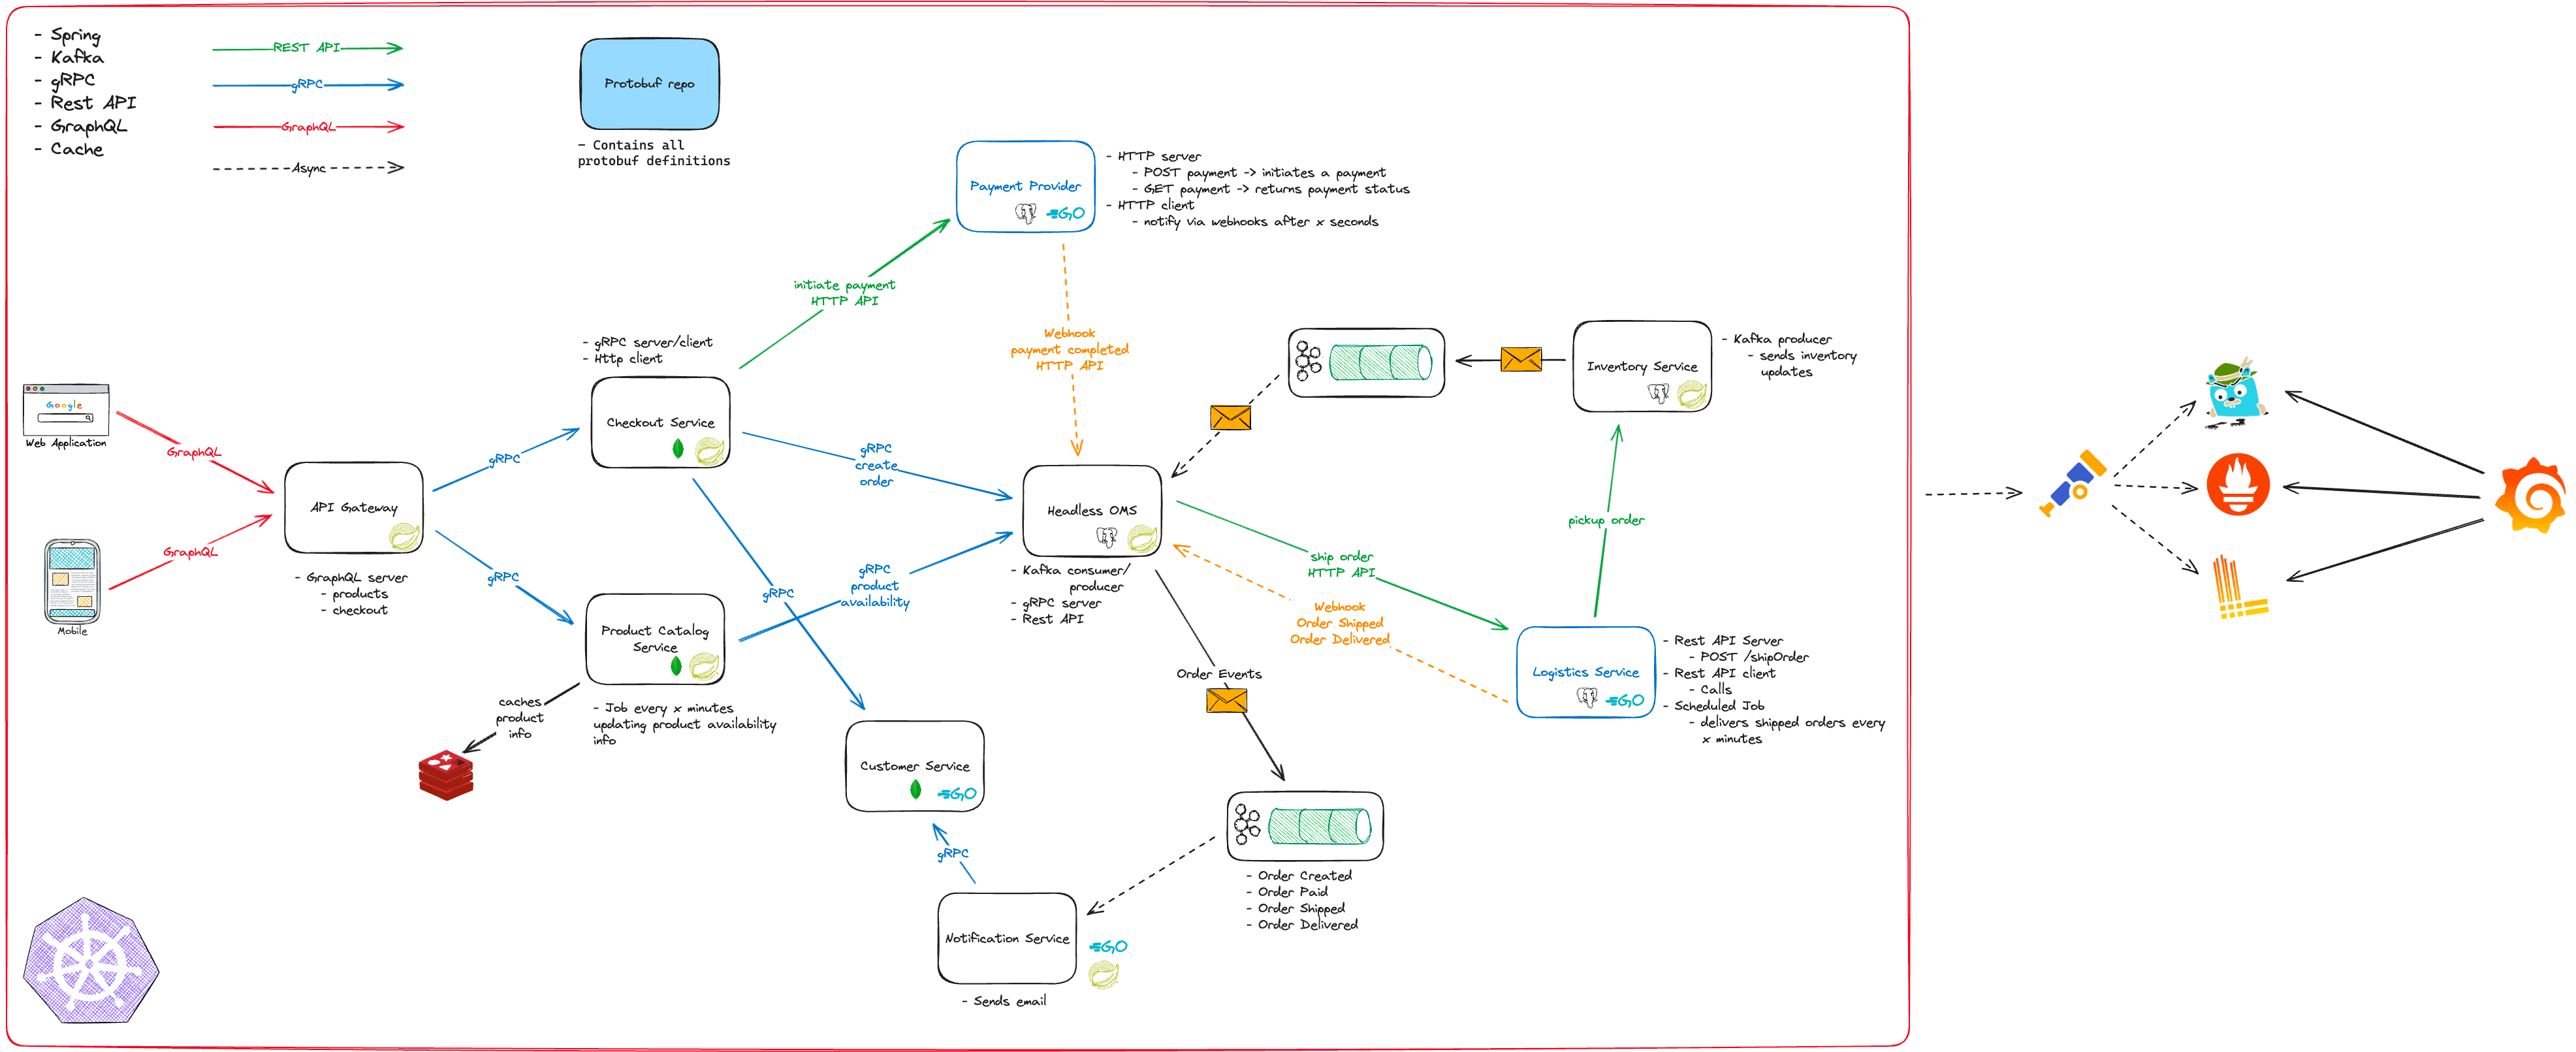 - Spring
- Kafka
- gRPC
- Rest API
- GraphQL
- Cache
REST API
gRPC
GraphQL
Async
Protobuf repo
- Contains all
protobuf definitions
Payment Provider
GO
- HTTP server
- POST payment -> initiates a payment
- GET payment -> returns payment status
- HTTP client
- notify via webhooks after x seconds
initiate payment
HTTP API
Webhook
payment completed
HTTP API
- gRPC server/client
- Http client
Checkout Service
Inventory Service
- Kafka producer
- sends inventory
updates
Google
Web Application
GraphQL
gRPC
gRPC
create
order
API Gateway
- GraphQL server
- products
- checkout
GraphQL
Mobile
gRPC
Headless OMS
- Kafka consumer/
producer
- gRPC server
- Rest API
pickup order
ship order
HTTP API
Webhook
Order Shipped
Order Delivered
gRPC
product
availability
gRPC
Product Catalog
Service
- Job every x minutes
updating product availability
info
caches
product
info
Order Events
Logistics Service
GO
- Rest API Server
- POST /shipOrder
- Rest API client
- Calls
- Scheduled Job
- delivers shipped orders every
x minutes
Customer Service
GO
gRPC
- Order Created
- Order Paid
- Order Shipped
- Order Delivered
Notification Service
GO
- Sends email